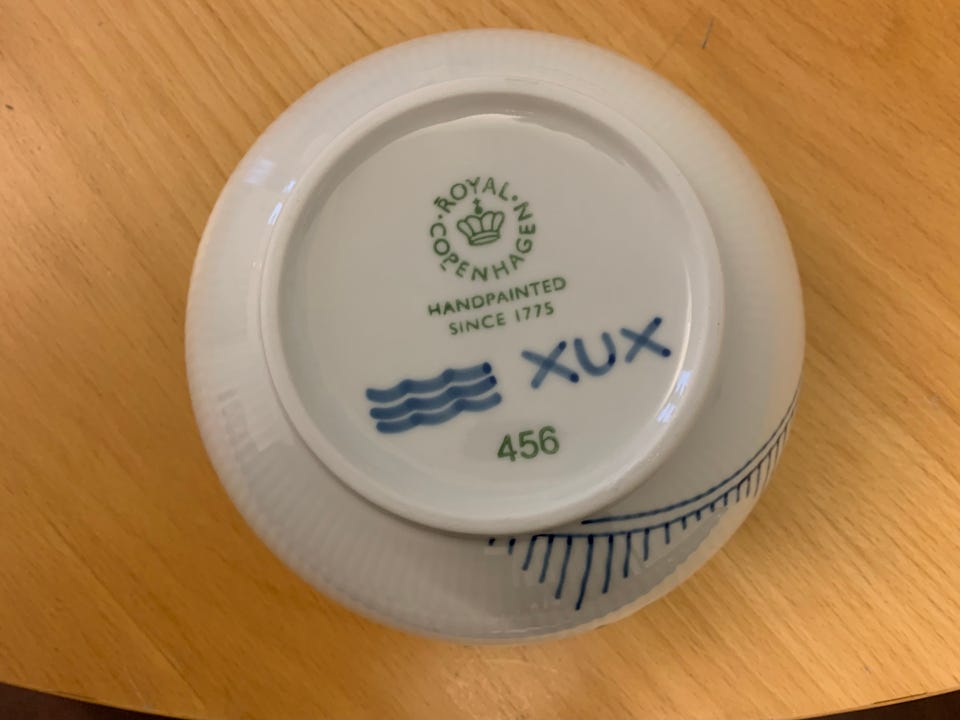 ROYAL COPENHAGEN
HANDPAINTED
SINCE 1775
XUX
456